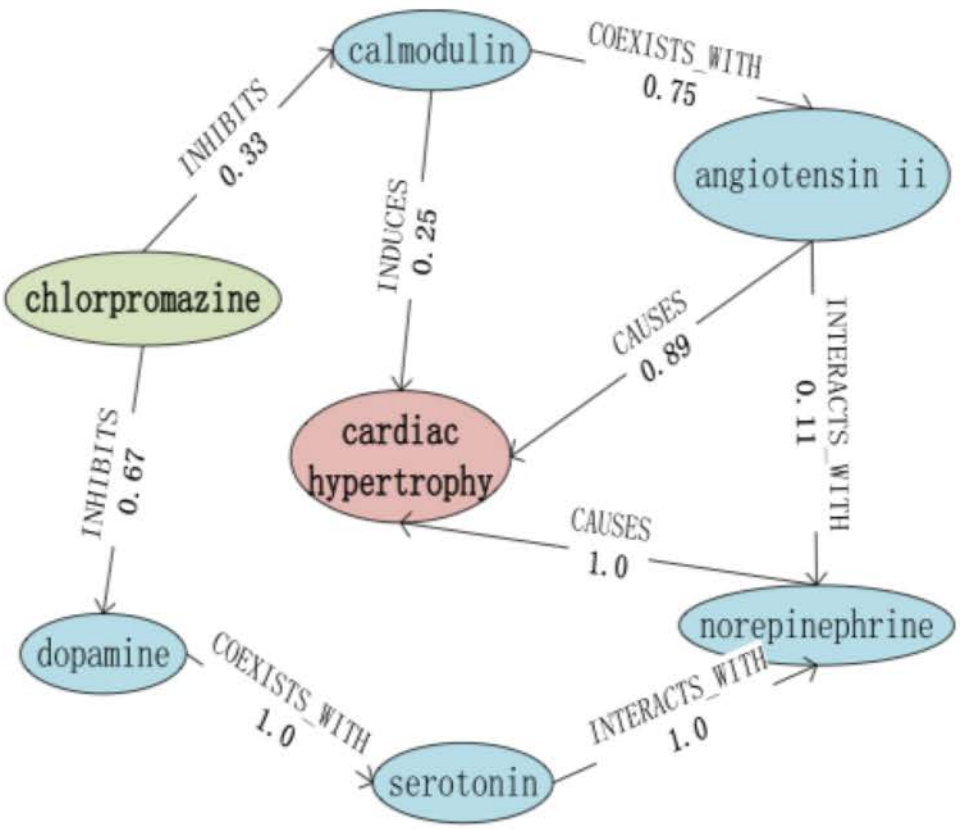 calmodulin
COEXISTS_WITH
0.75
INHIBITS
0.33
angiotensin ii
INDUCES
0.25
chlorpromazine
CAUSES
0.89
INTERACTS_WITH
0.11
cardiac
hypertrophy
INHIBITS
0.67
CAUSES
1.0
norepinephrine
dopamine
COEXISTS_WITH
1.0
INTERACTS_WITH
1.0
serotonin